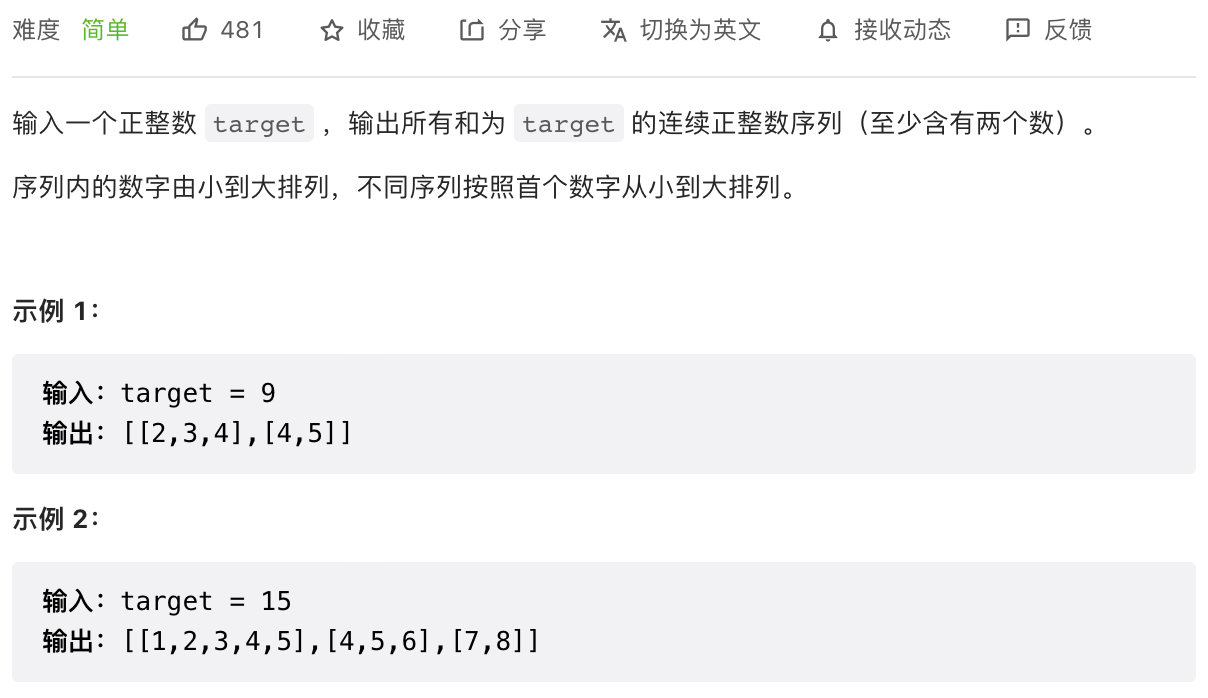 难度 简单 481 收藏 分享 切换为英文 接收动态 反馈
输入一个正整数 target ，输出所有和为 target 的连续正整数序列（至少含有两个数）。
序列内的数字由小到大排列，不同序列按照首个数字从小到大排列。
示例 1：
输入：target = 9
输出：[[2,3,4],[4,5]]
示例 2：
输入：target = 15
输出：[[1,2,3,4,5],[4,5,6],[7,8]]